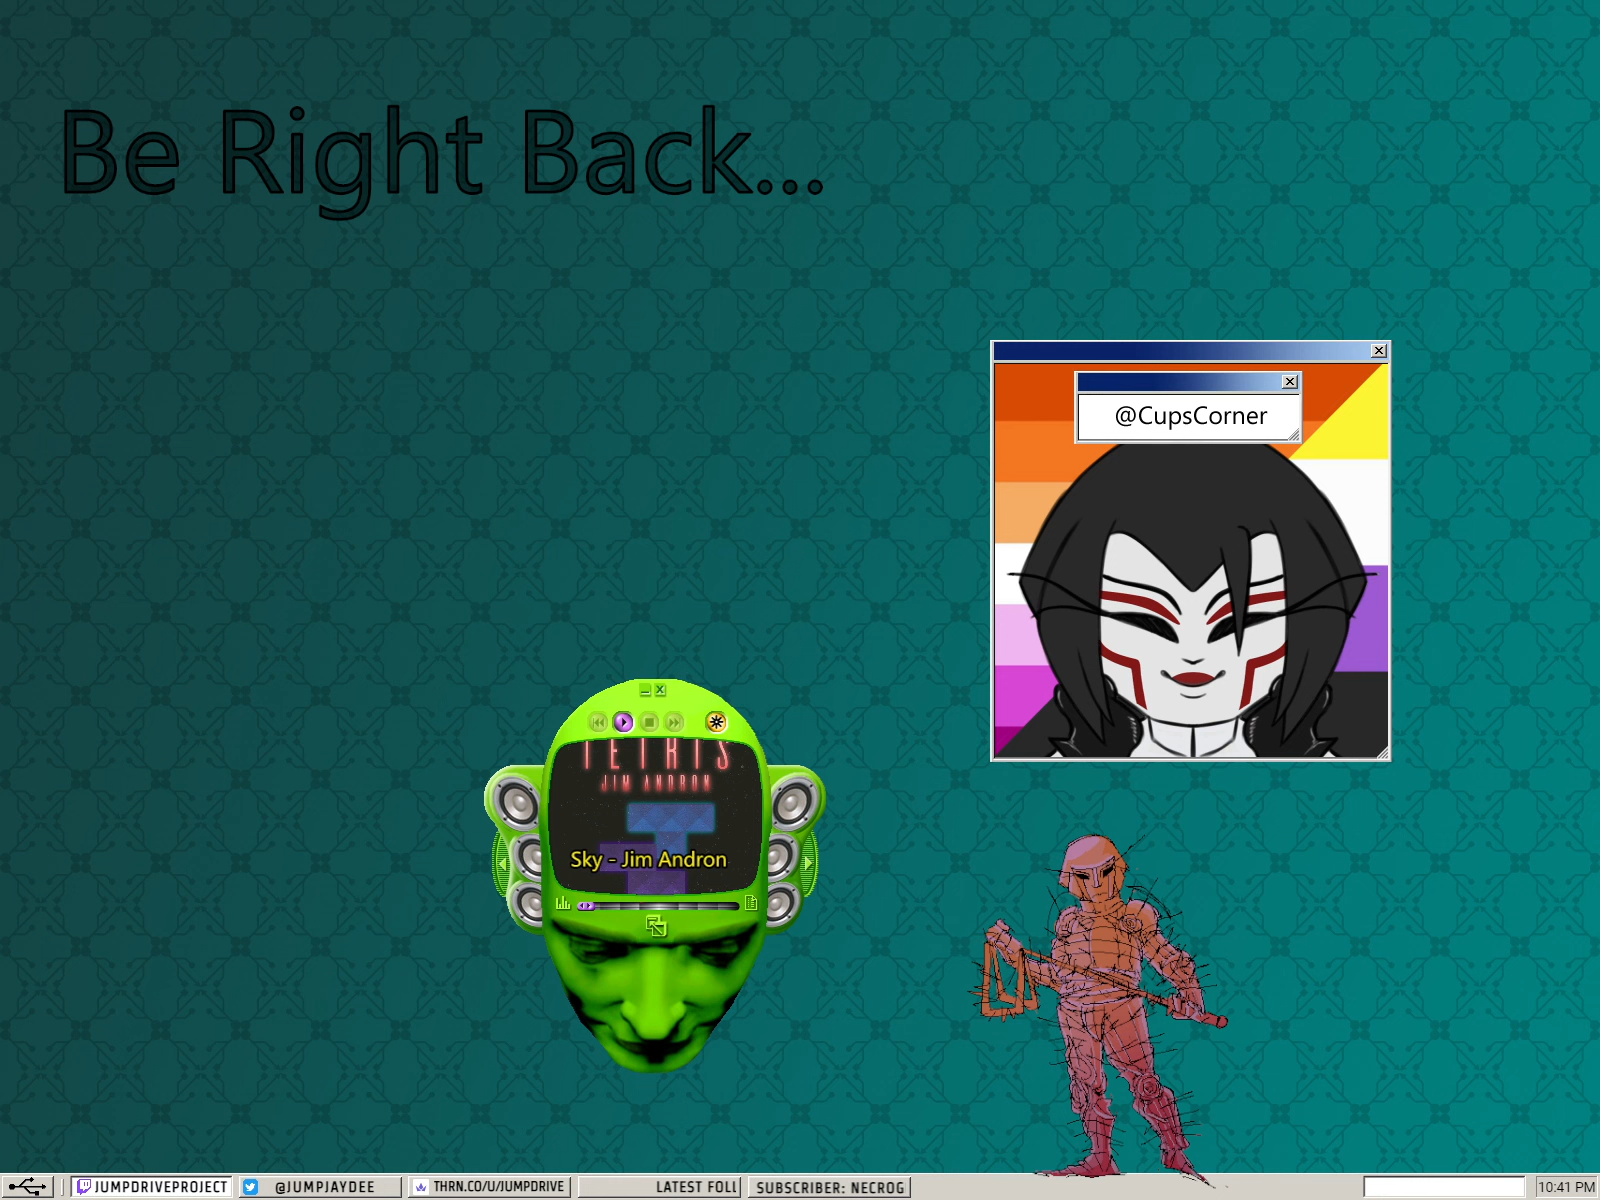 Be Right Back...
@CupsCorner
TETRIS
JIM ANDRON
Sky - Jim Andron
JUMPDRIVEPROJECT
@JUMPJAYDEE
THRN.CO/U/JUMPDRIVE
LATEST FOLL
SUBSCRIBER: NECROG
10:41 PM